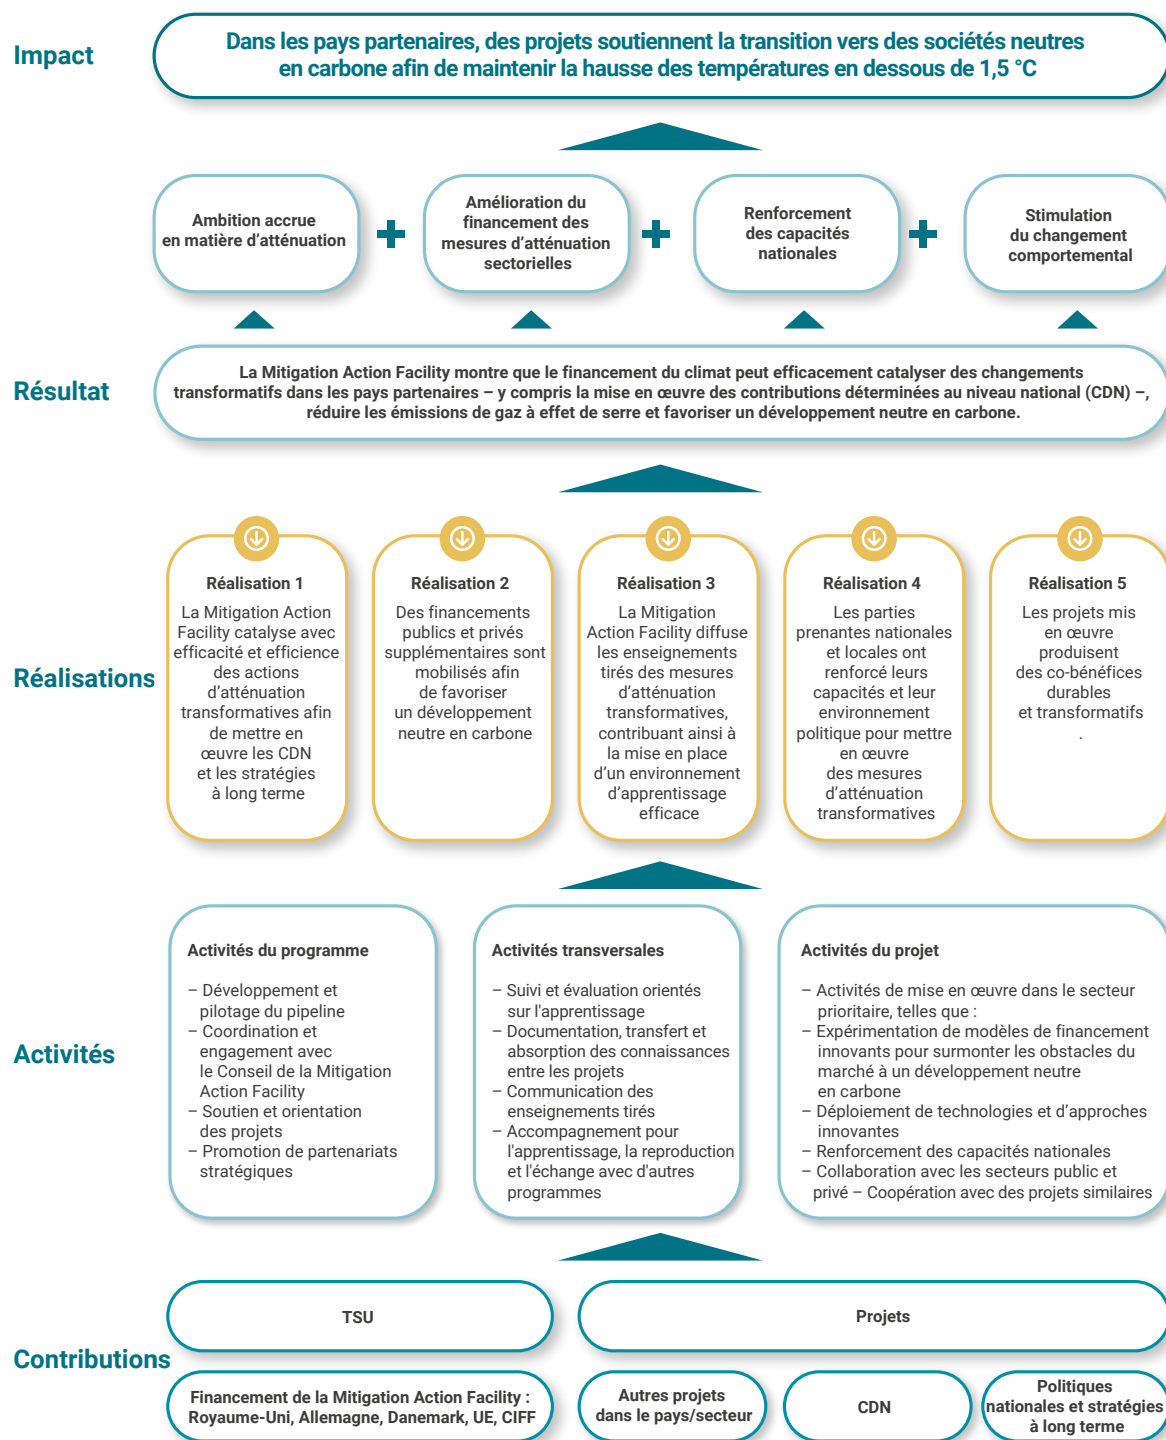 Impact
Dans les pays partenaires, des projets soutiennent la transition vers des sociétés neutres
en carbone afin de maintenir la hausse des températures en dessous de 1,5 °C
Ambition accrue
en matière d’atténuation
Amélioration du
financement des
mesures d’atténuation
sectorielles
Renforcement
des capacités
nationales
Stimulation
du changement
comportemental
Résultat
La Mitigation Action Facility montre que le financement du climat peut efficacement catalyser des changements
transformatifs dans les pays partenaires – y compris la mise en œuvre des contributions déterminées au niveau national (CDN) –,
réduire les émissions de gaz à effet de serre et favoriser un développement neutre en carbone.
Réalisations
Réalisation 1
La Mitigation Action
Facility catalyse avec
efficacité et efficience
des actions
d’atténuation
transformatives afin
de mettre en
œuvre les CDN
et les stratégies
à long terme
Réalisation 2
Des financements
publics et privés
supplémentaires sont
mobilisés afin
de favoriser
un développement
neutre en carbone
Réalisation 3
La Mitigation
Action Facility diffuse
les enseignements
tirés des mesures
d’atténuation
transformatives,
contribuant ainsi à
la mise en place
d’un environnement
d’apprentissage
efficace
Réalisation 4
Les parties
prenantes nationales
et locales ont
renforcé leurs
capacités et leur
environnement
politique pour mettre
en œuvre
des mesures
d’atténuation
transformatives
Réalisation 5
Les projets mis
en œuvre
produisent
des co-bénéfices
durables
et transformatifs
.
Activités
Activités du programme
– Développement et
pilotage du pipeline
– Coordination et
engagement avec
le Conseil de la Mitigation
Action Facility
– Soutien et orientation
des projets
– Promotion de partenariats
stratégiques
Activités transversales
– Suivi et évaluation orientés
sur l'apprentissage
– Documentation, transfert et
absorption des connaissances
entre les projets
– Communication des
enseignements tirés
– Accompagnement pour
l'apprentissage, la reproduction
et l'échange avec d'autres
programmes
Activités du projet
– Activités de mise en œuvre dans le secteur
prioritaire, telles que :
– Expérimentation de modèles de financement
innovants pour surmonter les obstacles du
marché à un développement neutre
en carbone
– Déploiement de technologies et d’approches
innovantes
– Renforcement des capacités nationales
– Collaboration avec les secteurs public et
privé – Coopération avec des projets similaires
Contributions
TSU
Projets
Financement de la Mitigation Action Facility :
Royaume-Uni, Allemagne, Danemark, UE, CIFF
Autres projets
dans le pays/secteur
CDN
Politiques
nationales et stratégies
à long terme